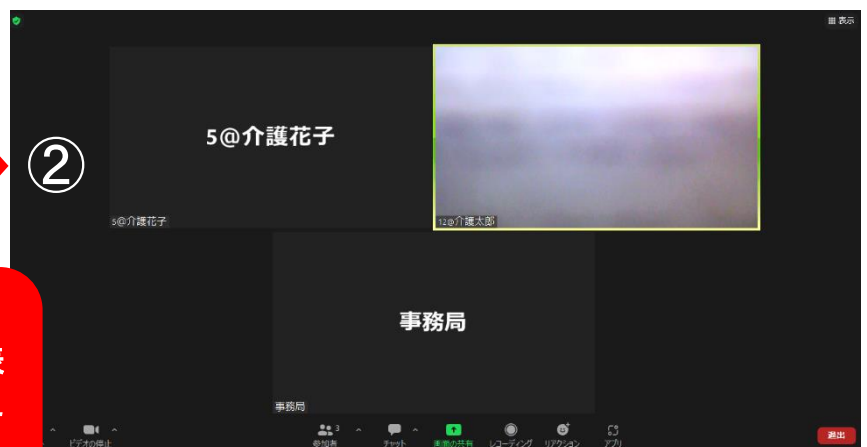 表示
②
5@介護花子
5@介護花子
12@介護太郎
事務局
事務局
ビデオの停止
3
参加者
チャット
画面の共有
レコーディング
リアクション
アプリ
退出